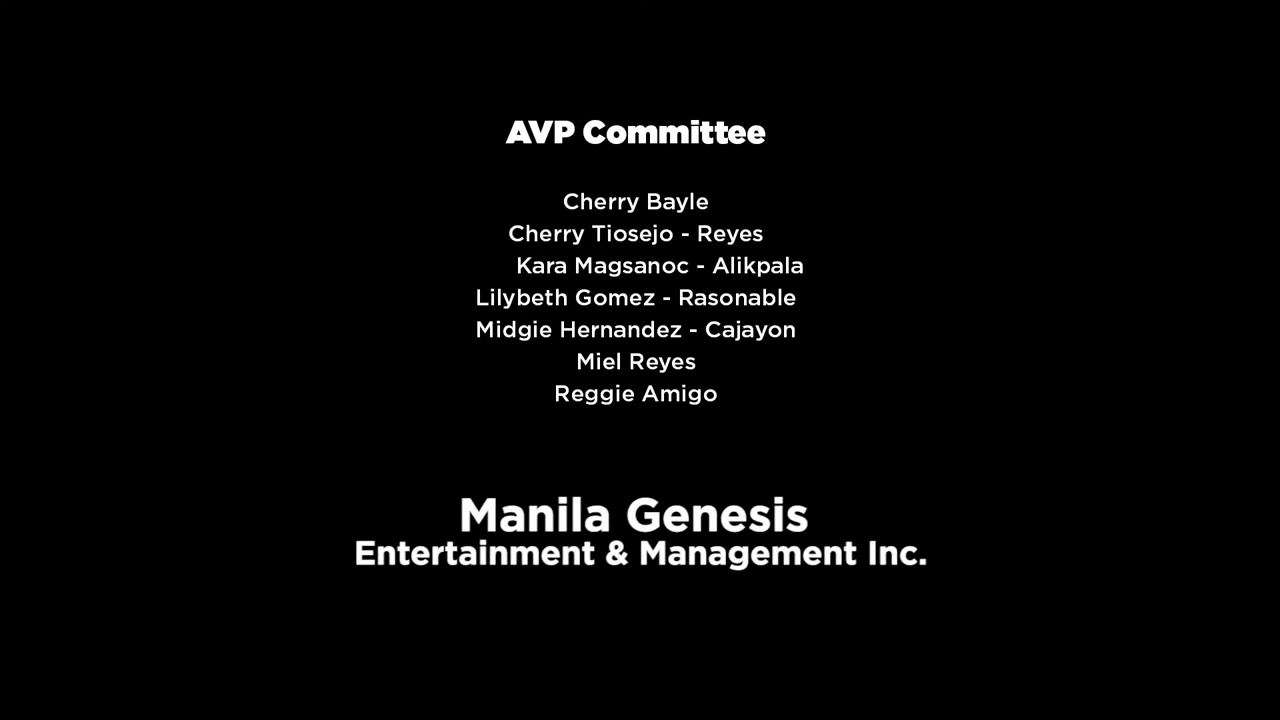 AVP Committee
Cherry Bayle
Cherry Tiosejo - Reyes
Kara Magsanoc - Alikpala
Lilybeth Gomez - Rasonable
Midgie Hernandez - Cajayon
Miel Reyes
Reggie Amigo
Manila Genesis
Entertainment & Management Inc.